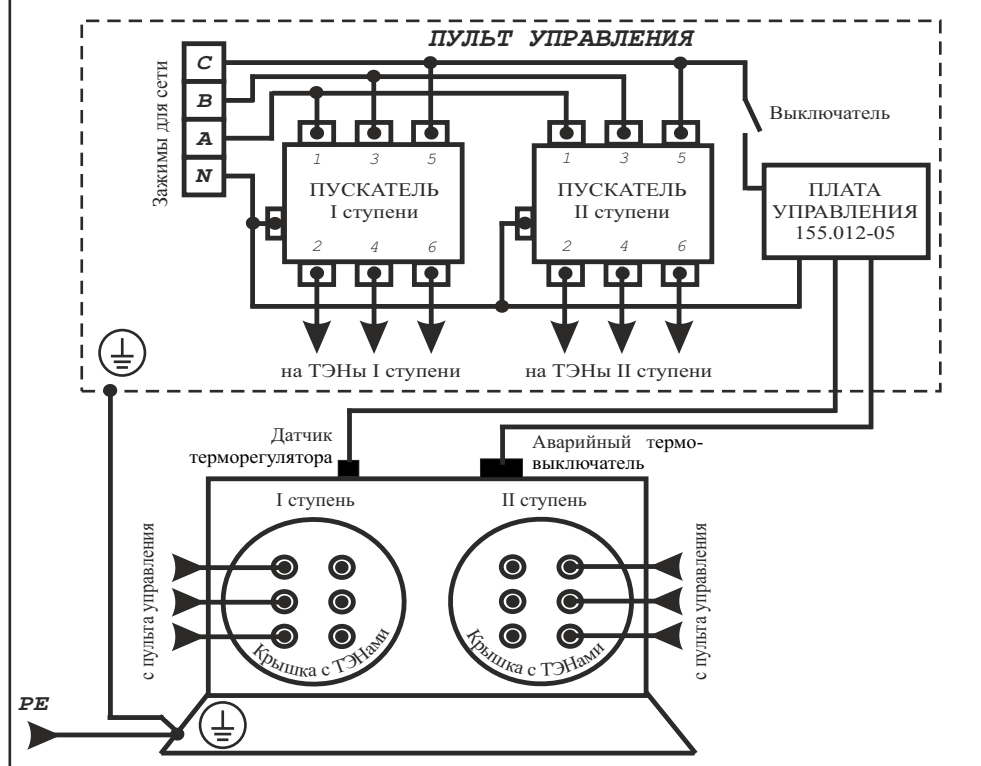 ПУЛЬТ УПРАВЛЕНИЯ
Зажимы для сети
C
B
A
N
Выключатель
1 3 5
ПУСКАТЕЛЬ
I ступени
2 4 6
1 3 5
ПУСКАТЕЛЬ
II ступени
2 4 6
ПЛАТА
УПРАВЛЕНИЯ
155.012-05
на ТЭНы I ступени
на ТЭНы II ступени
Датчик
терморегулятора
Аварийный термо-
выключатель
I ступень
II ступень
с пульта управления
Крышка с ТЭНами
Крышка с ТЭНами
с пульта управления
PE